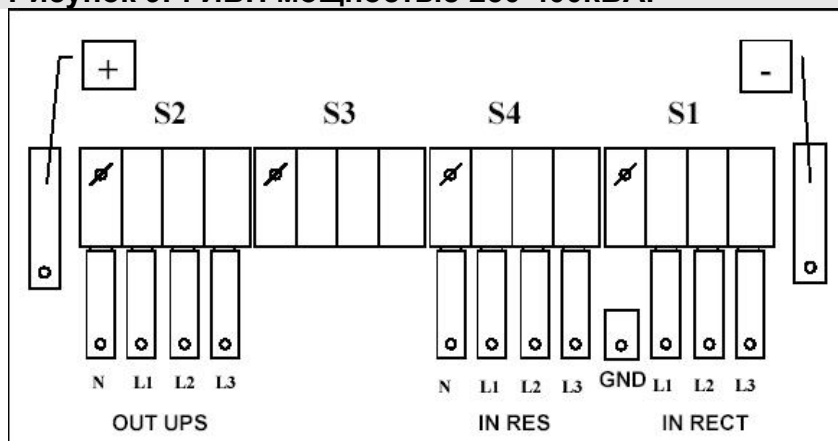 + -
S2 S3 S4 S1
N L1 L2 L3 N L1 L2 L3 GND L1 L2 L3
OUT UPS IN RES IN RECT